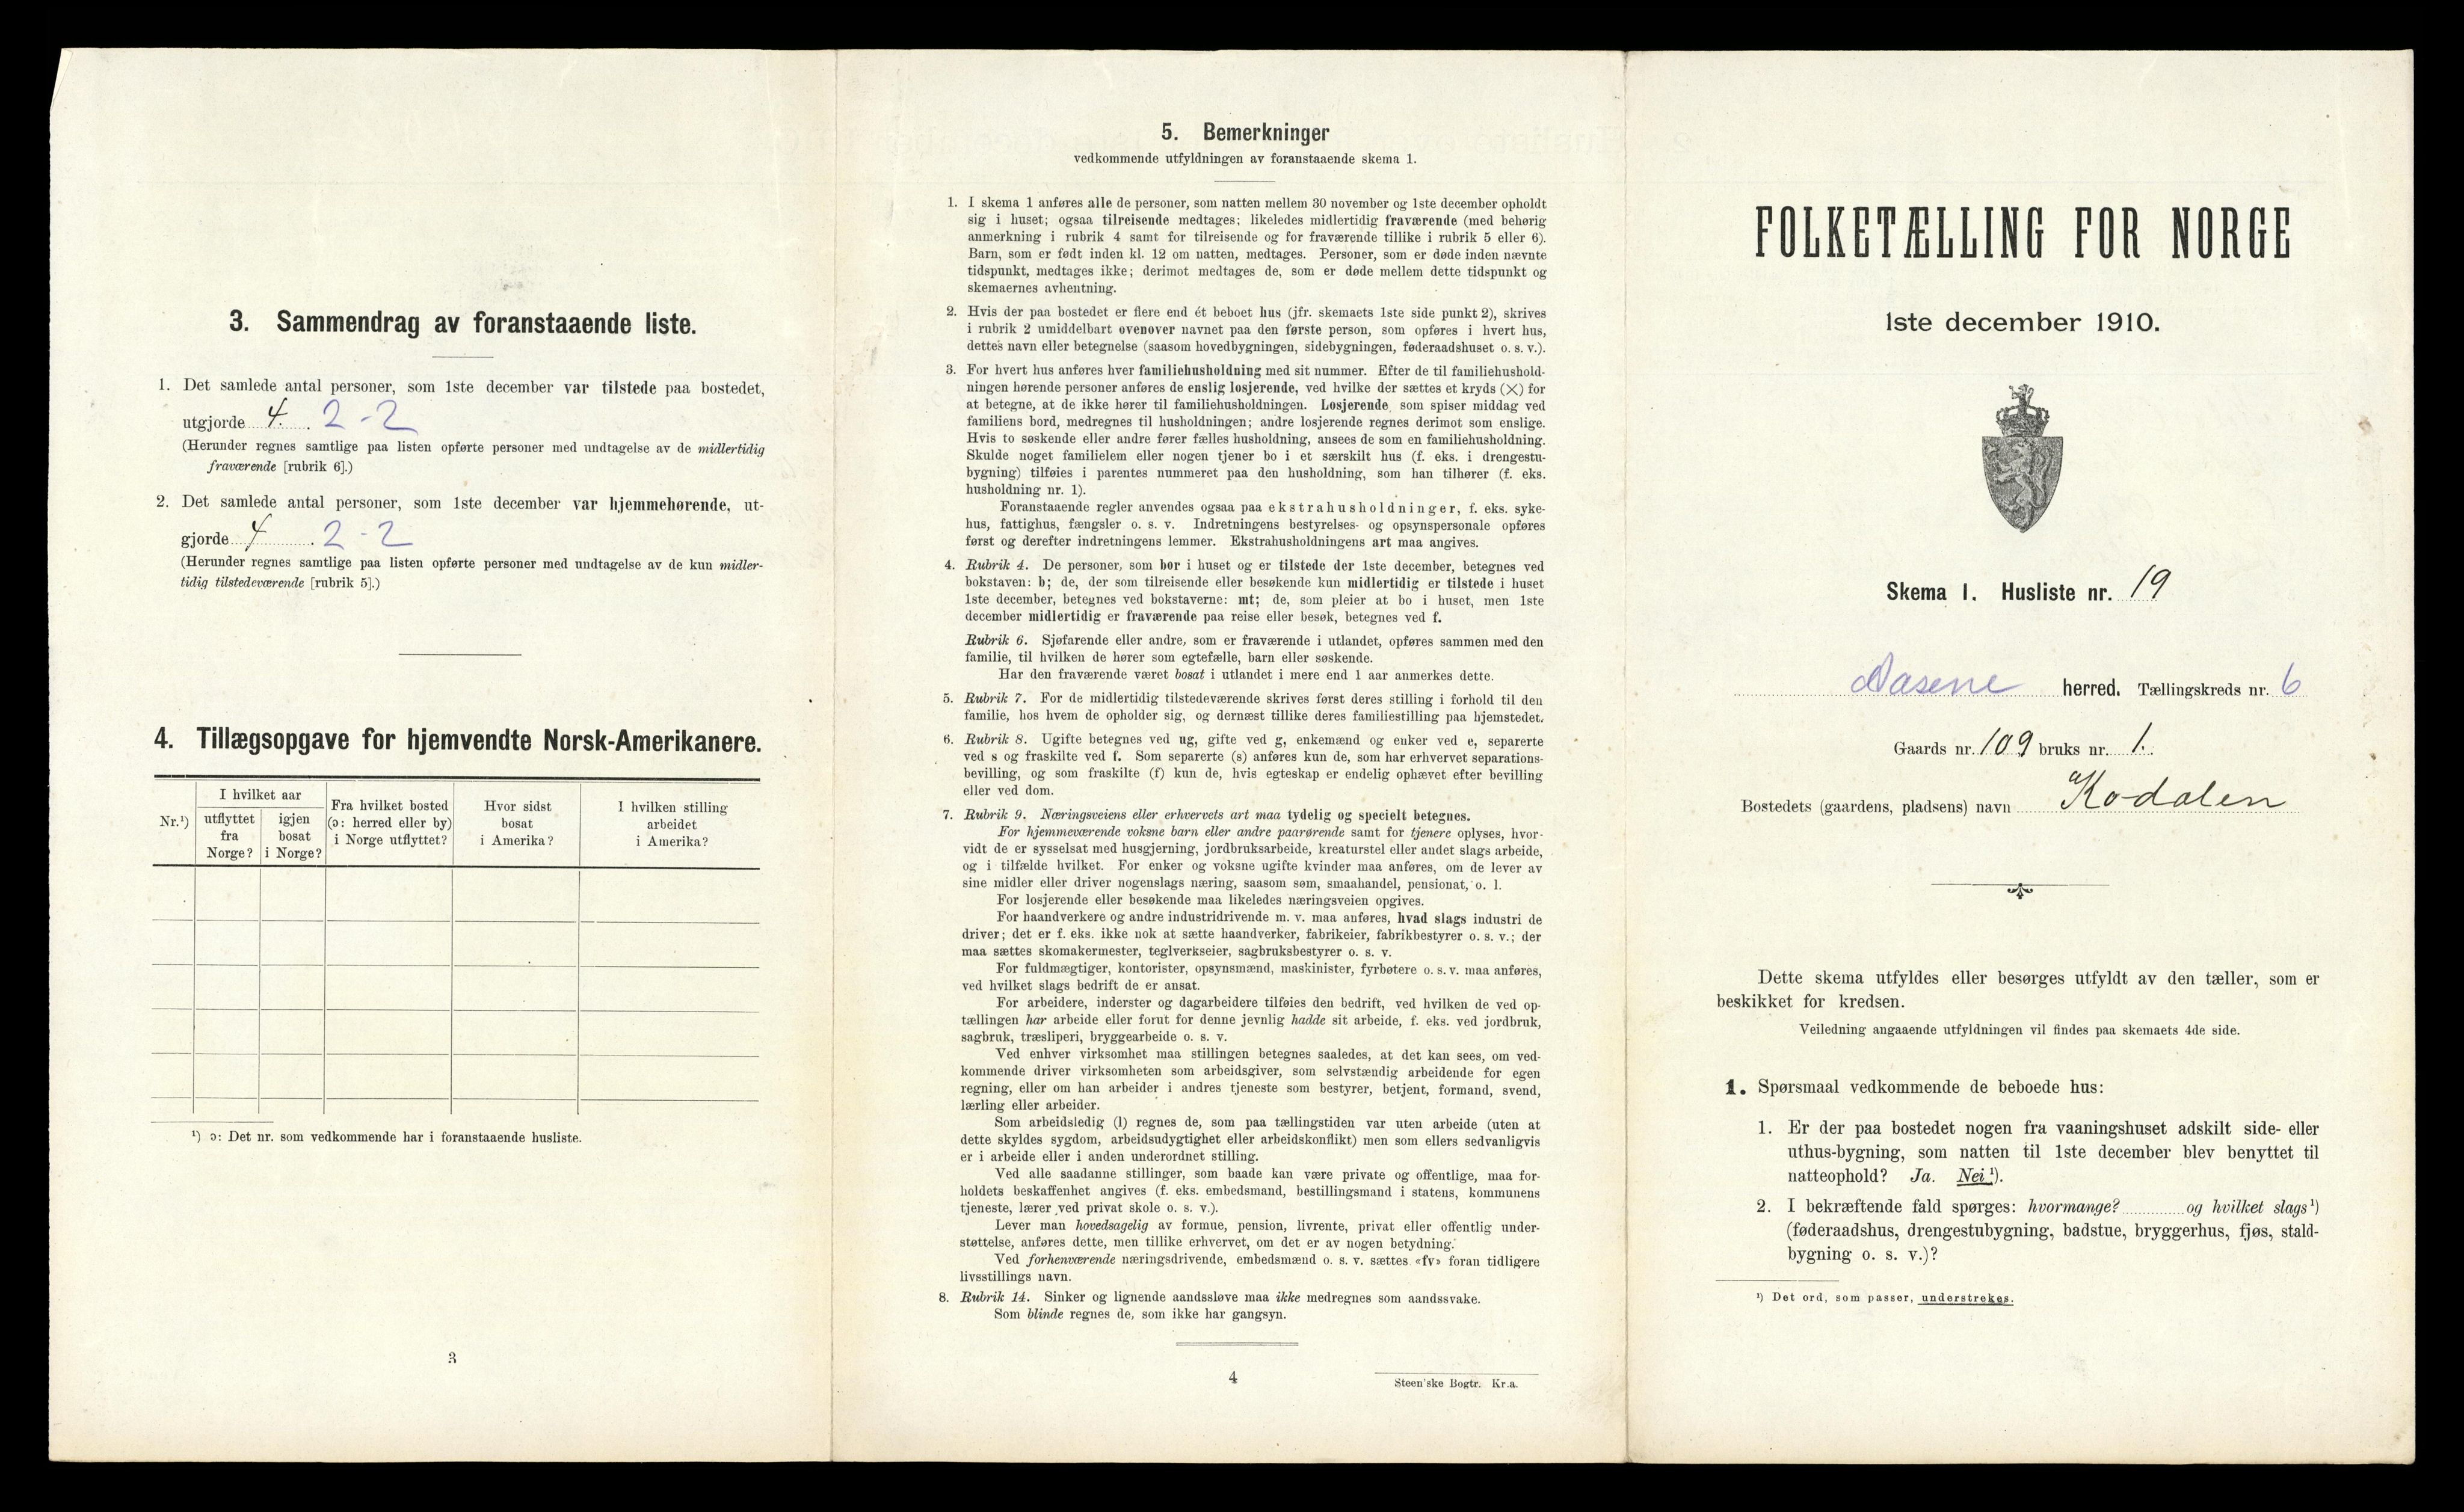 3. Sammendrag av foranstaaende liste.
1. Det samlede antal personer, som 1ste december var tilstede paa bostedet,
utgjorde 4. 2-2
(Herunder regnes samtlige paa listen opførte personer med undtagelse av de midlertidig
fraværende [rubrik 6].)
2. Det samlede antal personer, som 1ste december var hjemmehørende, ut-
gjorde 4 2-2
(Herunder regnes samtlige paa listen opførte personer med undtagelse av de kun midler-
tidig tilstedeværende [rubrik 5].)
4. Tillægsopgave for hjemvendte Norsk-Amerikanere.
Nr.¹)
I hvilket aar
utflyttet
fra
Norge?
igjen
bosat
i Norge?
Fra hvilket bosted
(ɔ: herred eller by)
i Norge utflyttet?
Hvor sidst
bosat
i Amerika?
I hvilken stilling
arbeidet
i Amerika?
¹) ɔ: Det nr. som vedkommende har i foranstaaende husliste.
3
5. Bemerkninger
vedkommende utfyldningen av foranstaaende skema 1.
1. I skema 1 anføres alle de personer, som natten mellem 30 november og 1ste december opholdt
sig i huset; ogsaa tilreisende medtages; likeledes midlertidig fraværende (med behørig
anmerkning i rubrik 4 samt for tilreisende og for fraværende tillike i rubrik 5 eller 6).
Barn, som er født inden kl. 12 om natten, medtages. Personer, som er døde inden nævnte
tidspunkt, medtages ikke; derimot medtages de, som er døde mellem dette tidspunkt og
skemaernes avhentning.
2. Hvis der paa bostedet er flere end ét beboet hus (jfr. skemaets 1ste side punkt 2), skrives
i rubrik 2 umiddelbart ovenover navnet paa den første person, som opføres i hvert hus,
dettes navn eller betegnelse (saasom hovedbygningen, sidebygningen, føderaadshuset o. s. v.).
3. For hvert hus anføres hver familiehusholdning med sit nummer. Efter de til familiehushold-
ningen hørende personer anføres de enslig losjerende, ved hvilke der sættes et kryds (×) for
at betegne, at de ikke hører til familiehusholdningen. Losjerende som spiser middag ved
familiens bord, medregnes til husholdningen; andre losjerende regnes derimot som enslige.
Hvis to søskende eller andre fører fælles husholdning, ansees de som en familiehusholdning.
Skulde noget familielem eller nogen tjener bo i et særskilt hus (f. eks. i drengestu-
bygning) tilføies i parentes nummeret paa den husholdning, som han tilhører (f. eks.
husholdning nr. 1).
Foranstaaende regler anvendes ogsaa paa ekstrahusholdninger, f. eks. syke-
hus, fattighus, fængsler o. s. v. Indretningens bestyrelses- og opsynspersonale opføres
først og derefter indretningens lemmer. Ekstrahusholdningens art maa angives.
4. Rubrik 4. De personer, som bor i huset og er tilstede der 1ste december, betegnes ved
bokstaven: b; de, der som tilreisende eller besøkende kun midlertidig er tilstede i huset
1ste december, betegnes ved bokstaverne: mt; de, som pleier at bo i huset, men 1ste
december midlertidig er fraværende paa reise eller besøk, betegnes ved f.
Rubrik 6. Sjøfarende eller andre, som er fraværende i utlandet, opføres sammen med den
familie, til hvilken de hører som egtefælle, barn eller søskende.
Har den fraværende været bosat i utlandet i mere end 1 aar anmerkes dette.
5. Rubrik 7. For de midlertidig tilstedeværende skrives først deres stilling i forhold til den
familie, hos hvem de opholder sig, og dernæst tillike deres familiestilling paa hjemstedet.
6. Rubrik 8. Ugifte betegnes ved ug, gifte ved g, enkemænd og enker ved e, separerte
ved s og fraskilte ved f. Som separerte (s) anføres kun de, som har erhvervet separations-
bevilling, og som fraskilte (f) kun de, hvis egteskap er endelig ophævet efter bevilling
eller ved dom.
7. Rubrik 9. Næringsveiens eller erhvervets art maa tydelig og specielt betegnes.
For hjemmeværende voksne barn eller andre paarørende samt for tjenere oplyses, hvor-
vidt de er sysselsat med husgjerning, jordbruksarbeide, kreaturstel eller andet slags arbeide,
og i tilfælde hvilket. For enker og voksne ugifte kvinder maa anføres, om de lever av
sine midler eller driver nogenslags næring, saasom søm, smaahandel, pensionat, o. l.
For losjerende eller besøkende maa likeledes næringsveien opgives.
For haandverkere og andre industridrivende m. v. maa anføres, hvad slags industri de
driver; det er f. eks. ikke nok at sætte haandverker, fabrikeier, fabrikbestyrer o. s. v.; der
maa sættes skomakermester, teglverkseier, sagbruksbestyrer o. s. v.
For fuldmægtiger, kontorister, opsynsmænd, maskinister, fyrbøtere o. s. v. maa anføres,
ved hvilket slags bedrift de er ansat.
For arbeidere, inderster og dagarbeidere tilføies den bedrift, ved hvilken de ved op-
tællingen har arbeide eller forut for denne jevnlig hadde sit arbeide, f. eks. ved jordbruk,
sagbruk, træsliperi, bryggearbeide o. s. v.
Ved enhver virksomhet maa stillingen betegnes saaledes, at det kan sees, om ved-
kommende driver virksomheten som arbeidsgiver, som selvstændig arbeidende for egen
regning, eller om han arbeider i andres tjeneste som bestyrer, betjent, formand, svend,
lærling eller arbeider.
Som arbeidsledig (l) regnes de, som paa tællingstiden var uten arbeide (uten at
dette skyldes sygdom, arbeidsudygtighet eller arbeidskonflikt) men som ellers sedvanligvis
er i arbeide eller i anden underordnet stilling.
Ved alle saadanne stillinger, som baade kan være private og offentlige, maa for-
holdets beskaffenhet angives (f. eks. embedsmand, bestillingsmand i statens, kommunens
tjeneste, lærer ved privat skole o. s. v.).
Lever man hovedsagelig av formue, pension, livrente, privat eller offentlig under-
støttelse, anføres dette, men tillike erhvervet, om det er av nogen betydning.
Ved forhenværende næringsdrivende, embedsmænd o. s. v. sættes «fv» foran tidligere
livsstillings navn.
8. Rubrik 14. Sinker og lignende aandssløve maa ikke medregnes som aandssvake.
Som blinde regnes de, som ikke har gangsyn.
4
Steen'ske Bogtr. Kr.a.
FOLKETÆLLING FOR NORGE
1ste december 1910.
Skema 1. Husliste nr. 19
Aasene herred. Tællingskreds nr. 6
Gaards nr. 109 bruks nr. 1.
Bostedets (gaardens, pladsens) navn Kodalen
Dette skema utfyldes eller besørges utfyldt av den tæller, som er
beskikket for kredsen.
Veiledning angaaende utfyldningen vil findes paa skemaets 4de side.
1. Spørsmaal vedkommende de beboede hus:
1. Er der paa bostedet nogen fra vaaningshuset adskilt side- eller
uthus-bygning, som natten til 1ste december blev benyttet til
natteophold? Ja. Nei ¹).
2. I bekræftende fald spørges: hvormange? og hvilket slags ¹)
(føderaadshus, drengestubygning, badstue, bryggerhus, fjøs, stald-
bygning o. s. v.)?
¹) Det ord, som passer, understrekes.